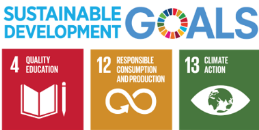 SUSTAINABLE
DEVELOPMENT GOALS
4 QUALITY
EDUCATION
12 RESPONSIBLE
CONSUMPTION
AND PRODUCTION
13 CLIMATE
ACTION